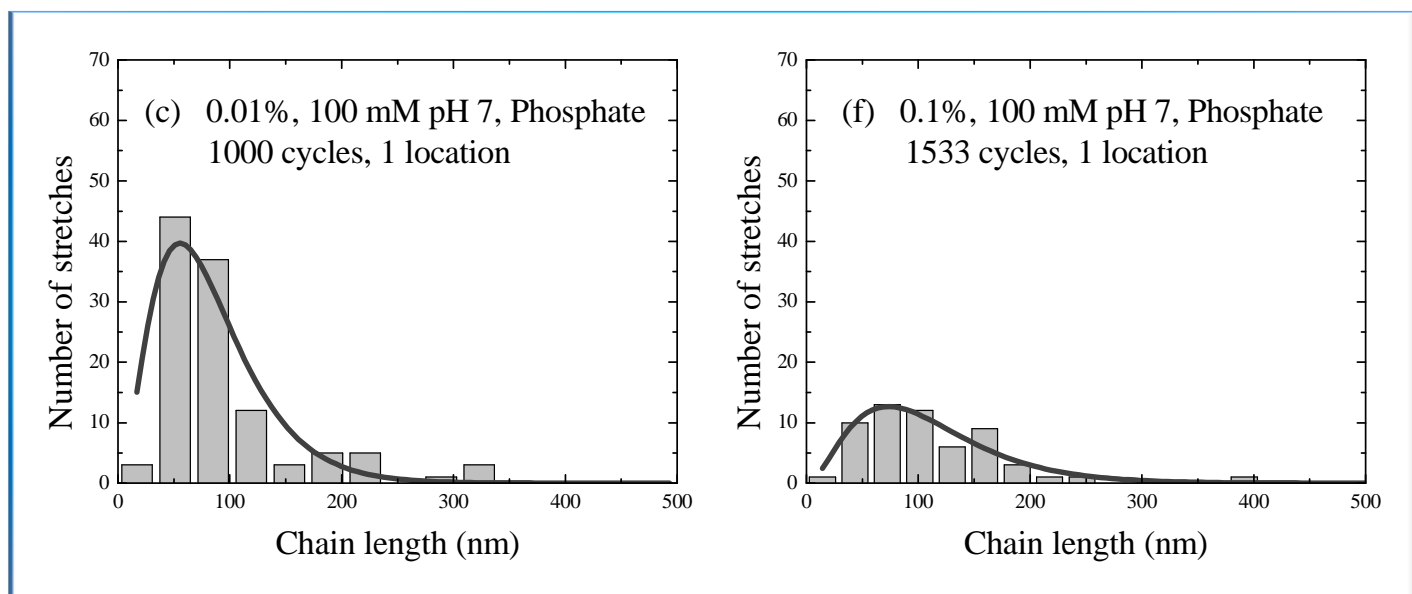 (c) 0.01%, 100 mM pH 7, Phosphate
1000 cycles, 1 location
Number of stretches
70
60
50
40
30
20
10
0
0 100 200 300 400 500
Chain length (nm)
(f) 0.1%, 100 mM pH 7, Phosphate
1533 cycles, 1 location
Number of stretches
70
60
50
40
30
20
10
0
0 100 200 300 400 500
Chain length (nm)